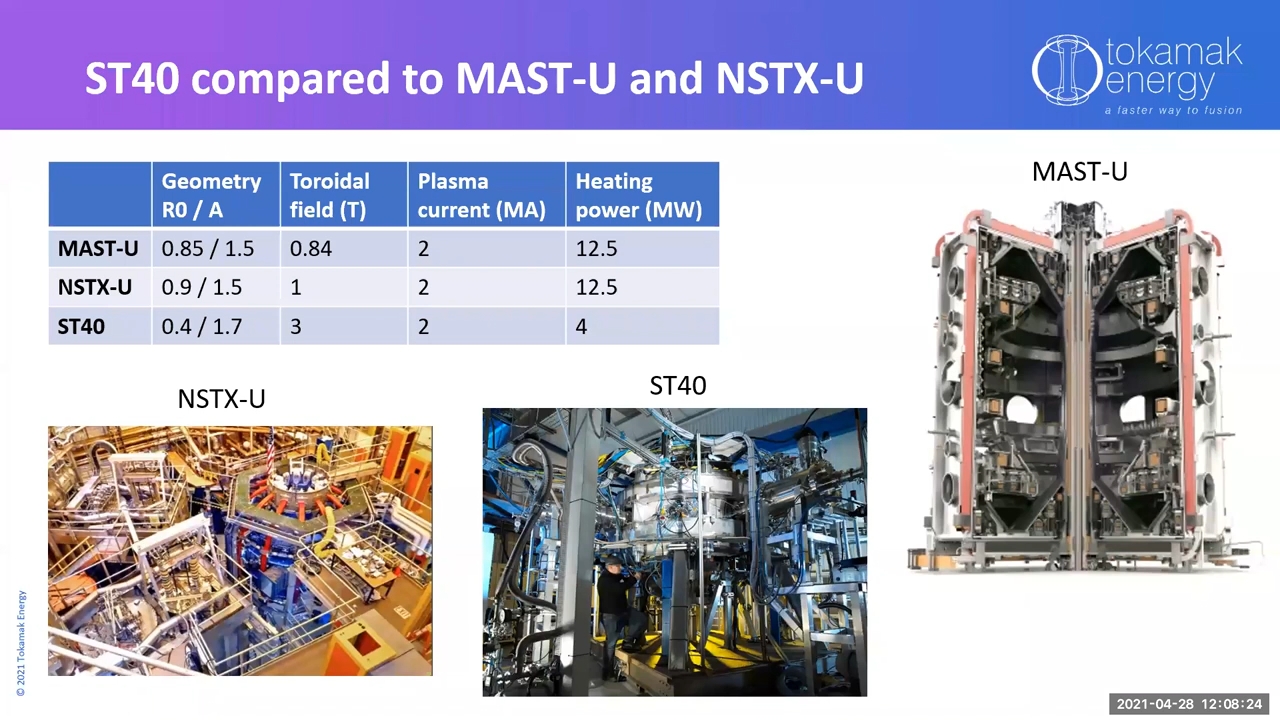 ST40 compared to MAST-U and NSTX-U
tokamak
energy
a faster way to fusion
Geometry R0 / A
Toroidal field (T)
Plasma current (MA)
Heating power (MW)
MAST-U 0.85 / 1.5 0.84 2 12.5
NSTX-U 0.9 / 1.5 1 2 12.5
ST40 0.4 / 1.7 3 2 4
MAST-U
NSTX-U
ST40
© 2021 Tokamak Energy
2021-04-28 12:08:24